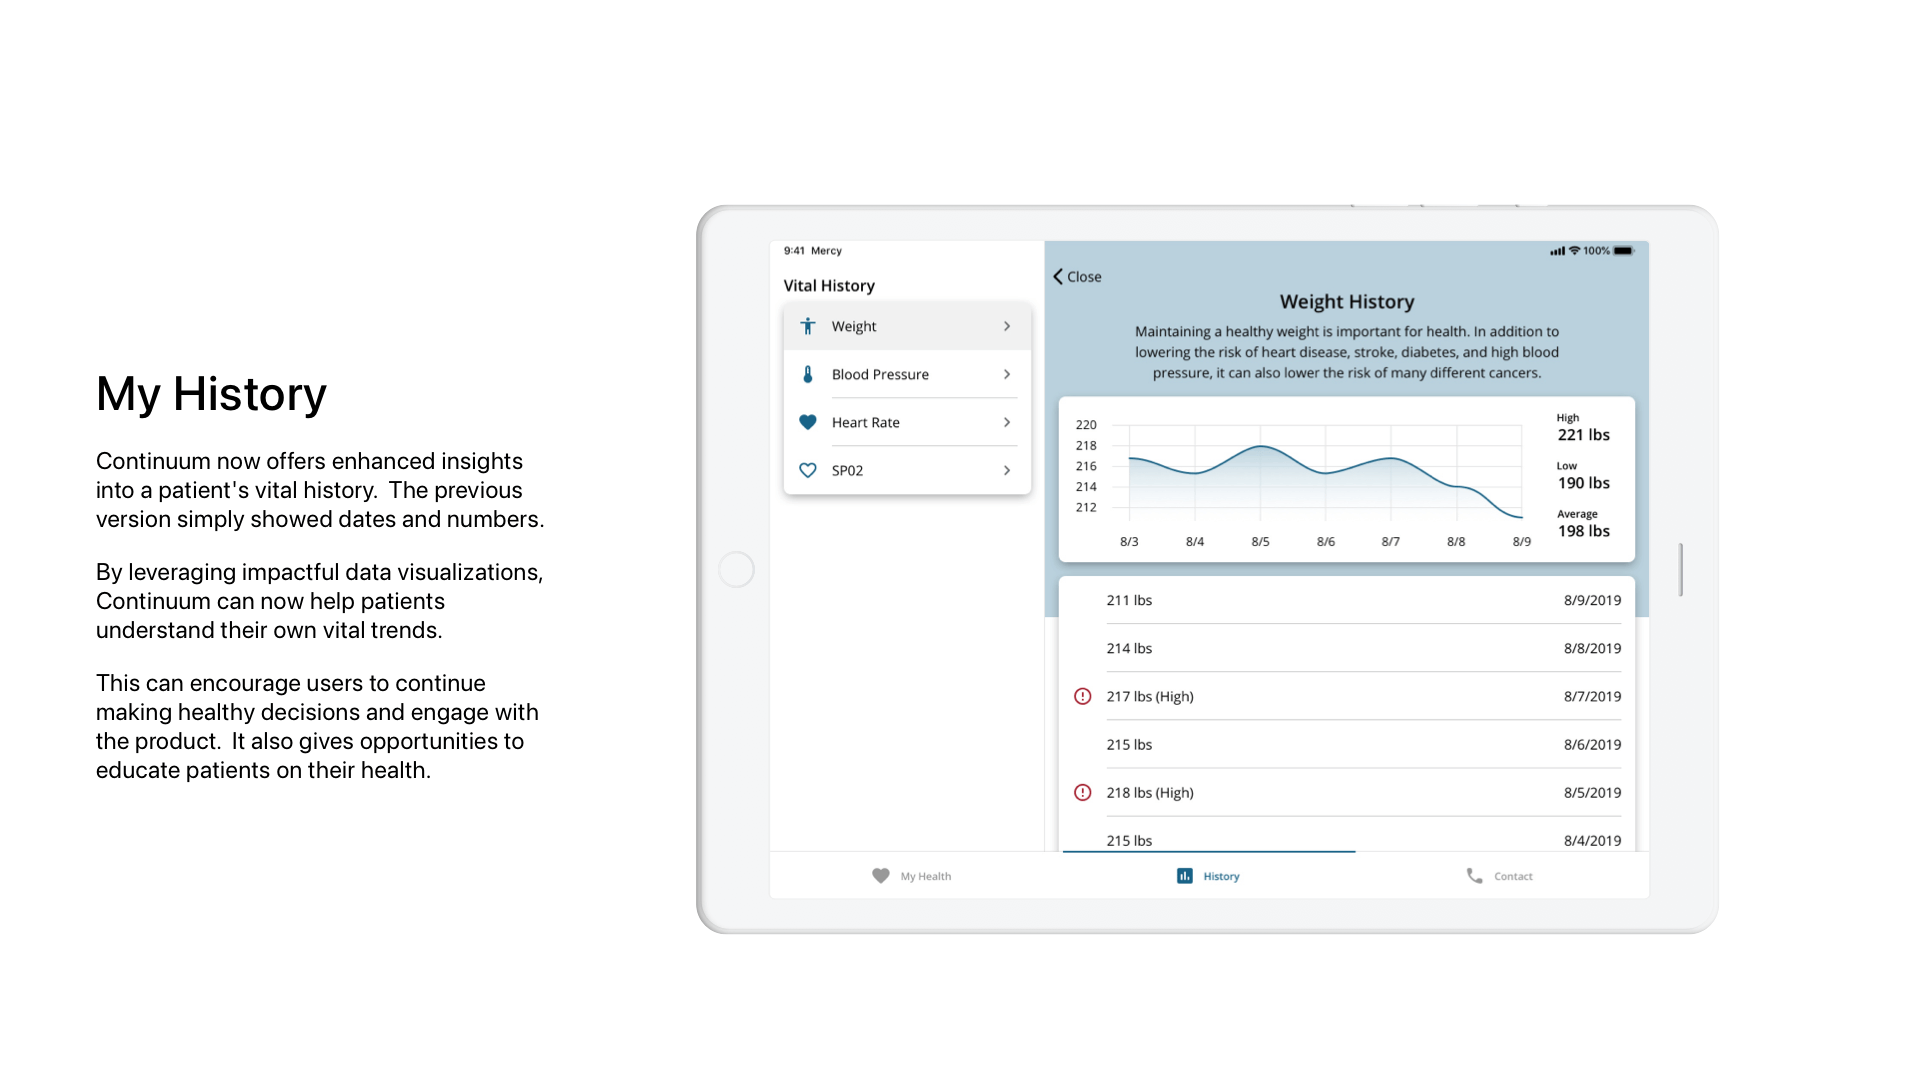 My History
Continuum now offers enhanced insights
into a patient's vital history.  The previous
version simply showed dates and numbers.
By leveraging impactful data visualizations,
Continuum can now help patients
understand their own vital trends.
This can encourage users to continue
making healthy decisions and engage with
the product.  It also gives opportunities to
educate patients on their health.
9:41 Mercy
100%
Vital History
Weight
Blood Pressure
Heart Rate
SP02
Close
Weight History
Maintaining a healthy weight is important for health. In addition to
lowering the risk of heart disease, stroke, diabetes, and high blood
pressure, it can also lower the risk of many different cancers.
220
218
216
214
212
8/3 8/4 8/5 8/6 8/7 8/8 8/9
High
221 lbs
Low
190 lbs
Average
198 lbs
211 lbs 8/9/2019
214 lbs 8/8/2019
217 lbs (High) 8/7/2019
215 lbs 8/6/2019
218 lbs (High) 8/5/2019
215 lbs 8/4/2019
My Health History Contact